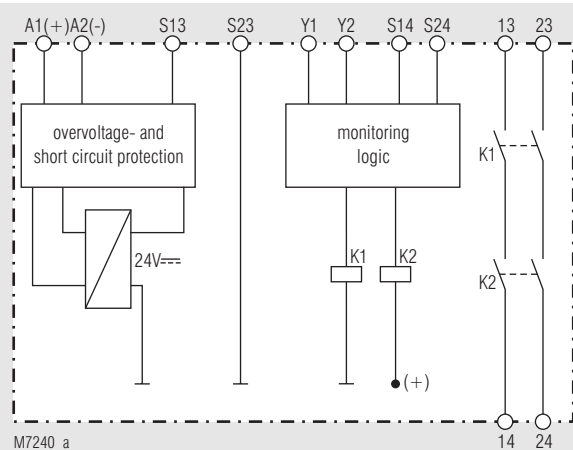 A1(+) A2(-) S13 S23 Y1 Y2 S14 S24 13 23
overvoltage- and
short circuit protection
monitoring
logic
K1
24V
K1 K2
K2
(+)
M7240_a
14 24